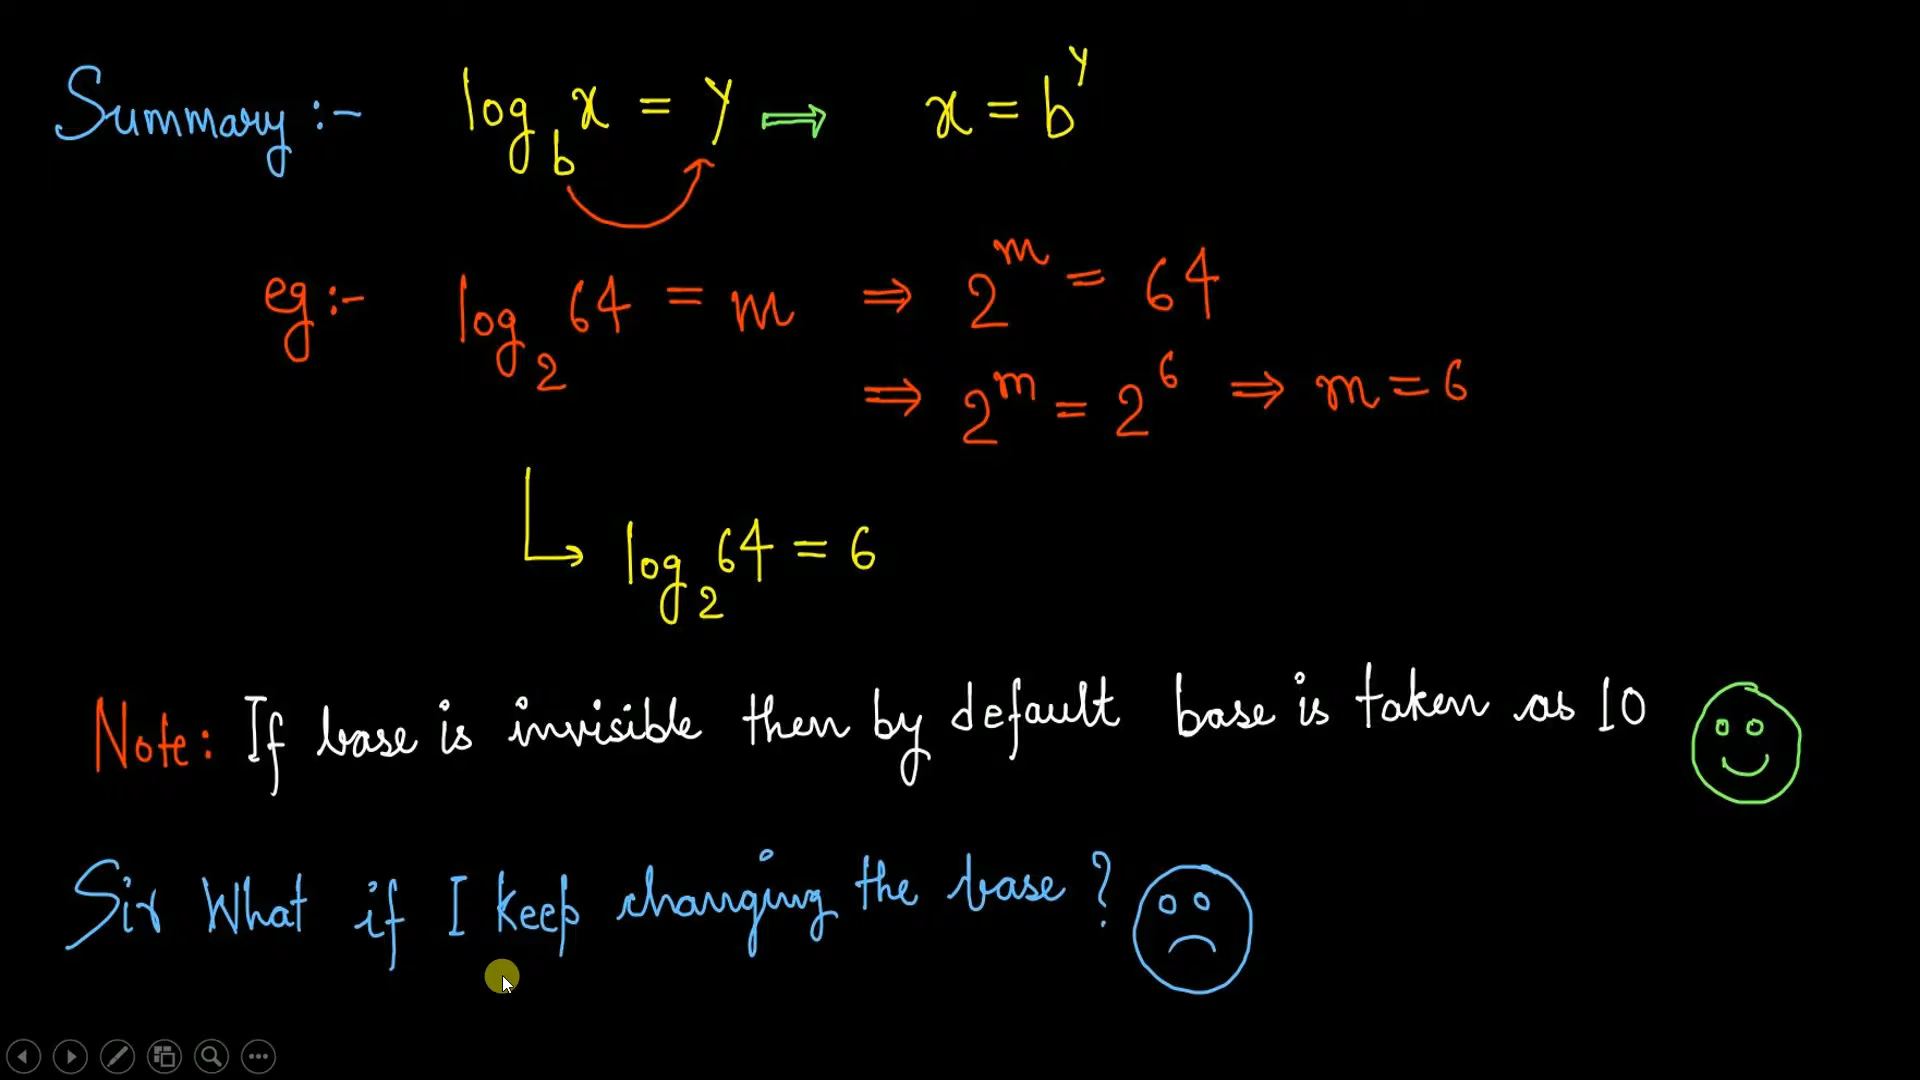 Summary :- log_b x = y ⇒ x = b^y
eg :- log_2 64 = m ⇒ 2^m = 64
⇒ 2^m = 2^6 ⇒ m = 6
↳ log_2 64 = 6
Note: If base is invisible then by default base is taken as 10
Sir What if I keep changing the base ?